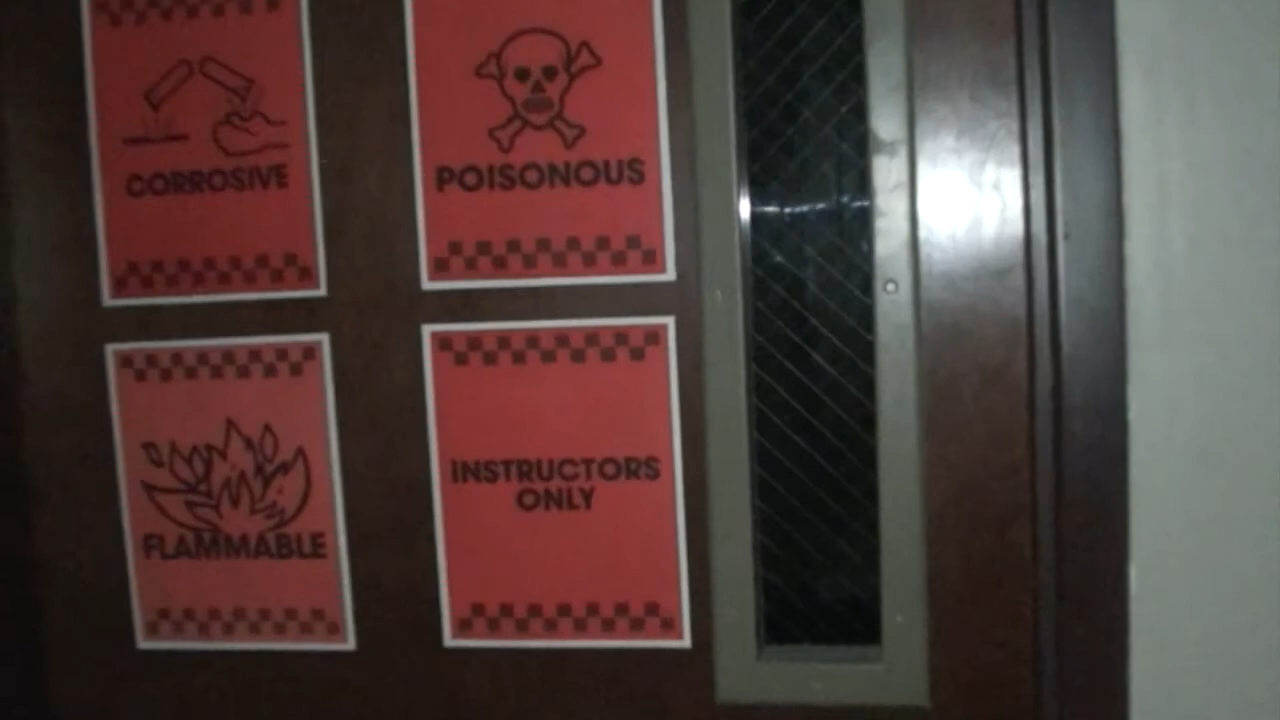 CORROSIVE
POISONOUS
FLAMMABLE
INSTRUCTORS
ONLY